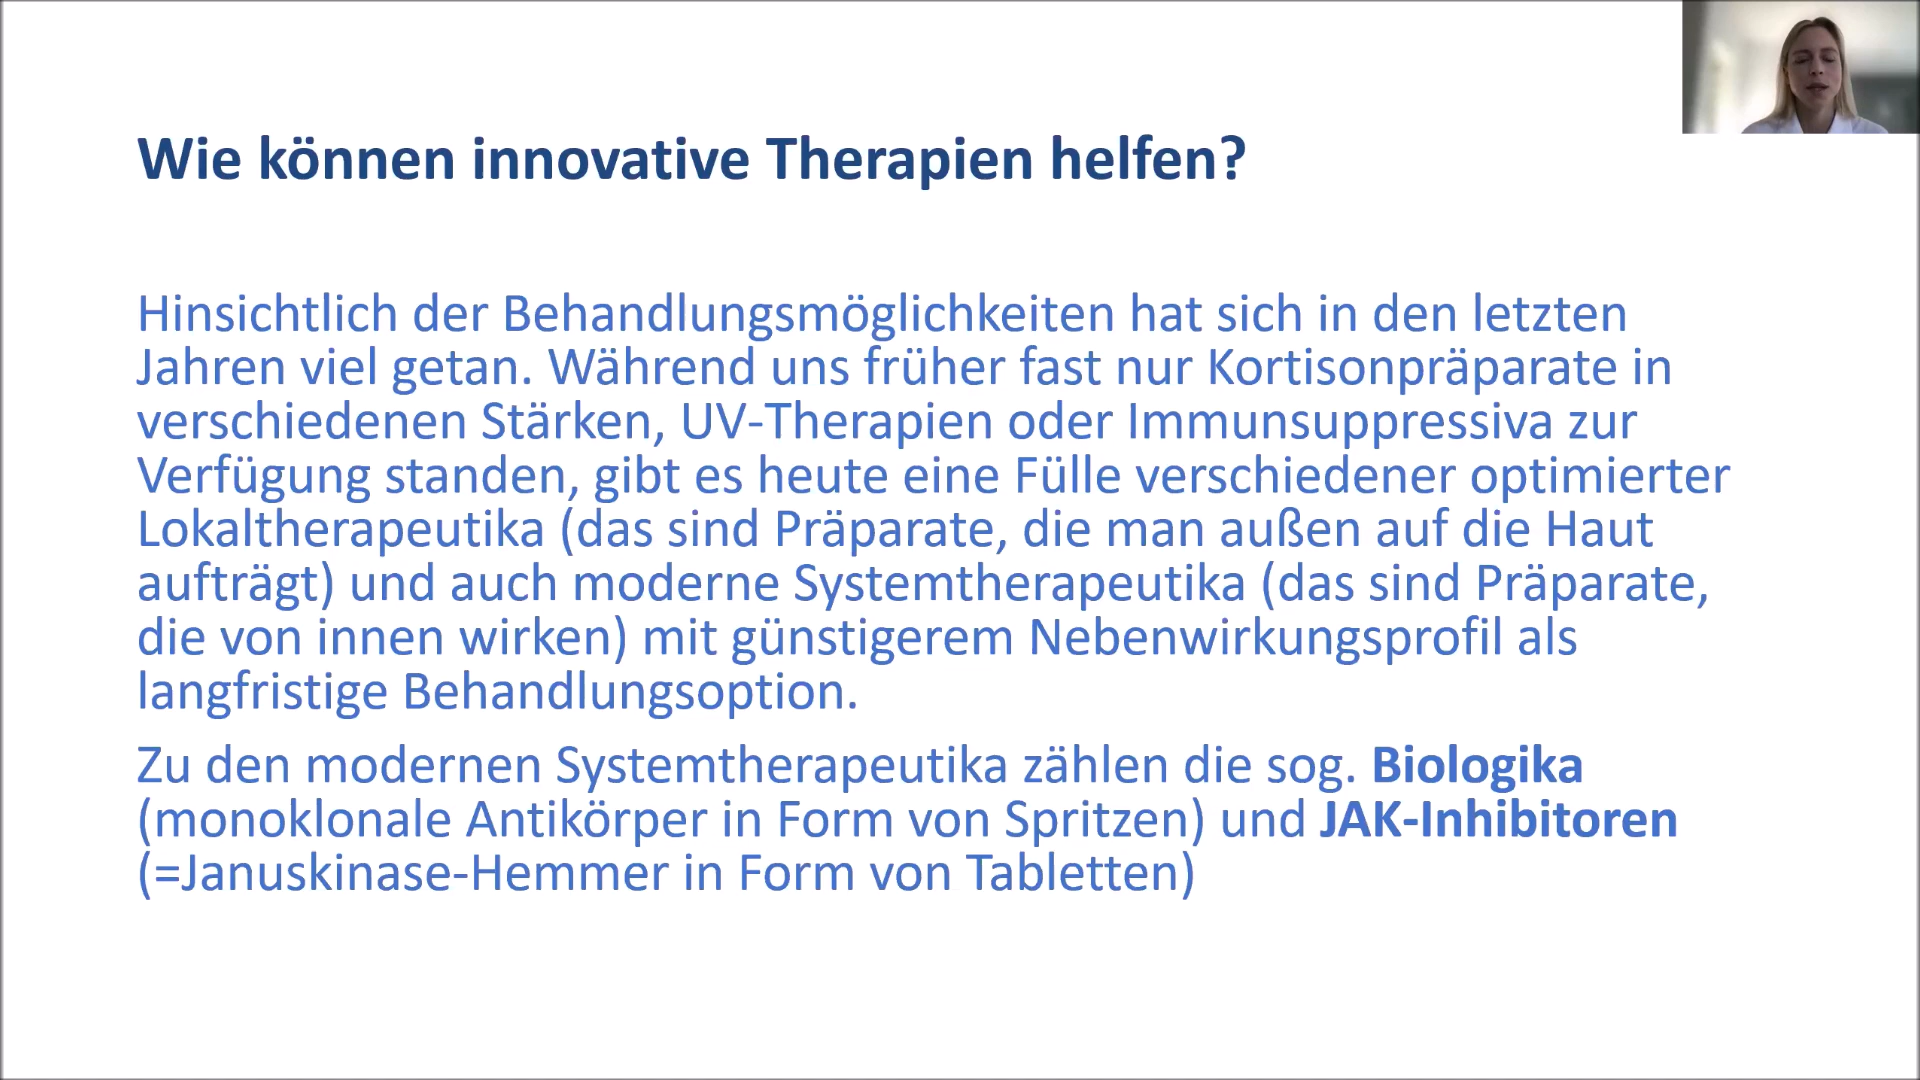 Wie können innovative Therapien helfen?
Hinsichtlich der Behandlungsmöglichkeiten hat sich in den letzten
Jahren viel getan. Während uns früher fast nur Kortisonpräparate in
verschiedenen Stärken, UV-Therapien oder Immunsuppressiva zur
Verfügung standen, gibt es heute eine Fülle verschiedener optimierter
Lokaltherapeutika (das sind Präparate, die man außen auf die Haut
aufträgt) und auch moderne Systemtherapeutika (das sind Präparate,
die von innen wirken) mit günstigerem Nebenwirkungsprofil als
langfristige Behandlungsoption.
Zu den modernen Systemtherapeutika zählen die sog. Biologika
(monoklonale Antikörper in Form von Spritzen) und JAK-Inhibitoren
(=Januskinase-Hemmer in Form von Tabletten)